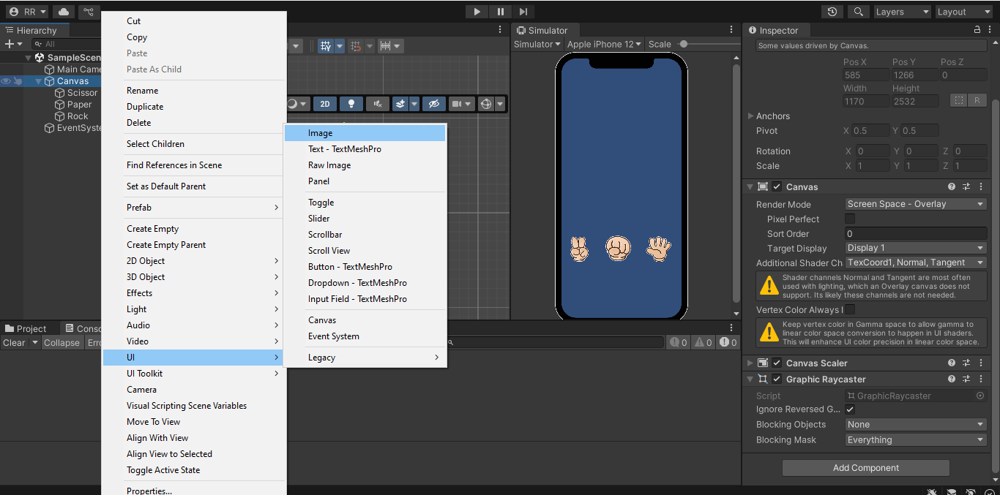 RR
Layers
Layout
Hierarchy
All
SampleScen
Main Came
Canvas
Scissor
Paper
Rock
EventSyste
Cut
Copy
Paste
Paste As Child
Rename
Duplicate
Delete
Select Children
Find References in Scene
Set as Default Parent
Prefab
Create Empty
Create Empty Parent
2D Object
3D Object
Effects
Light
Audio
Video
UI
UI Toolkit
Camera
Visual Scripting Scene Variables
Move To View
Align With View
Align View to Selected
Toggle Active State
Properties...
2D
Image
Text - TextMeshPro
Raw Image
Panel
Toggle
Slider
Scrollbar
Scroll View
Button - TextMeshPro
Dropdown - TextMeshPro
Input Field - TextMeshPro
Canvas
Event System
Legacy
Project
Conso
Clear
Collapse
Erro
0
0
0
Simulator
Simulator
Apple iPhone 12
Scale
Inspector
Some values driven by Canvas.
Pos X Pos Y Pos Z
585 1266 0
Width Height
1170 2532
R
Anchors
Pivot X 0.5 Y 0.5
Rotation X 0 Y 0 Z 0
Scale X 1 Y 1 Z 1
Canvas
Render Mode Screen Space - Overlay
Pixel Perfect
Sort Order 0
Target Display Display 1
Additional Shader Ch TexCoord1, Normal, Tangent
Shader channels Normal and Tangent are most often
used with lighting, which an Overlay canvas does not
support. Its likely these channels are not needed.
Vertex Color Always I
Keep vertex color in Gamma space to allow gamma to
linear color space conversion to happen in UI shaders.
This will enhance UI color precision in linear color space.
Canvas Scaler
Graphic Raycaster
Script GraphicRaycaster
Ignore Reversed G...
Blocking Objects None
Blocking Mask Everything
Add Component